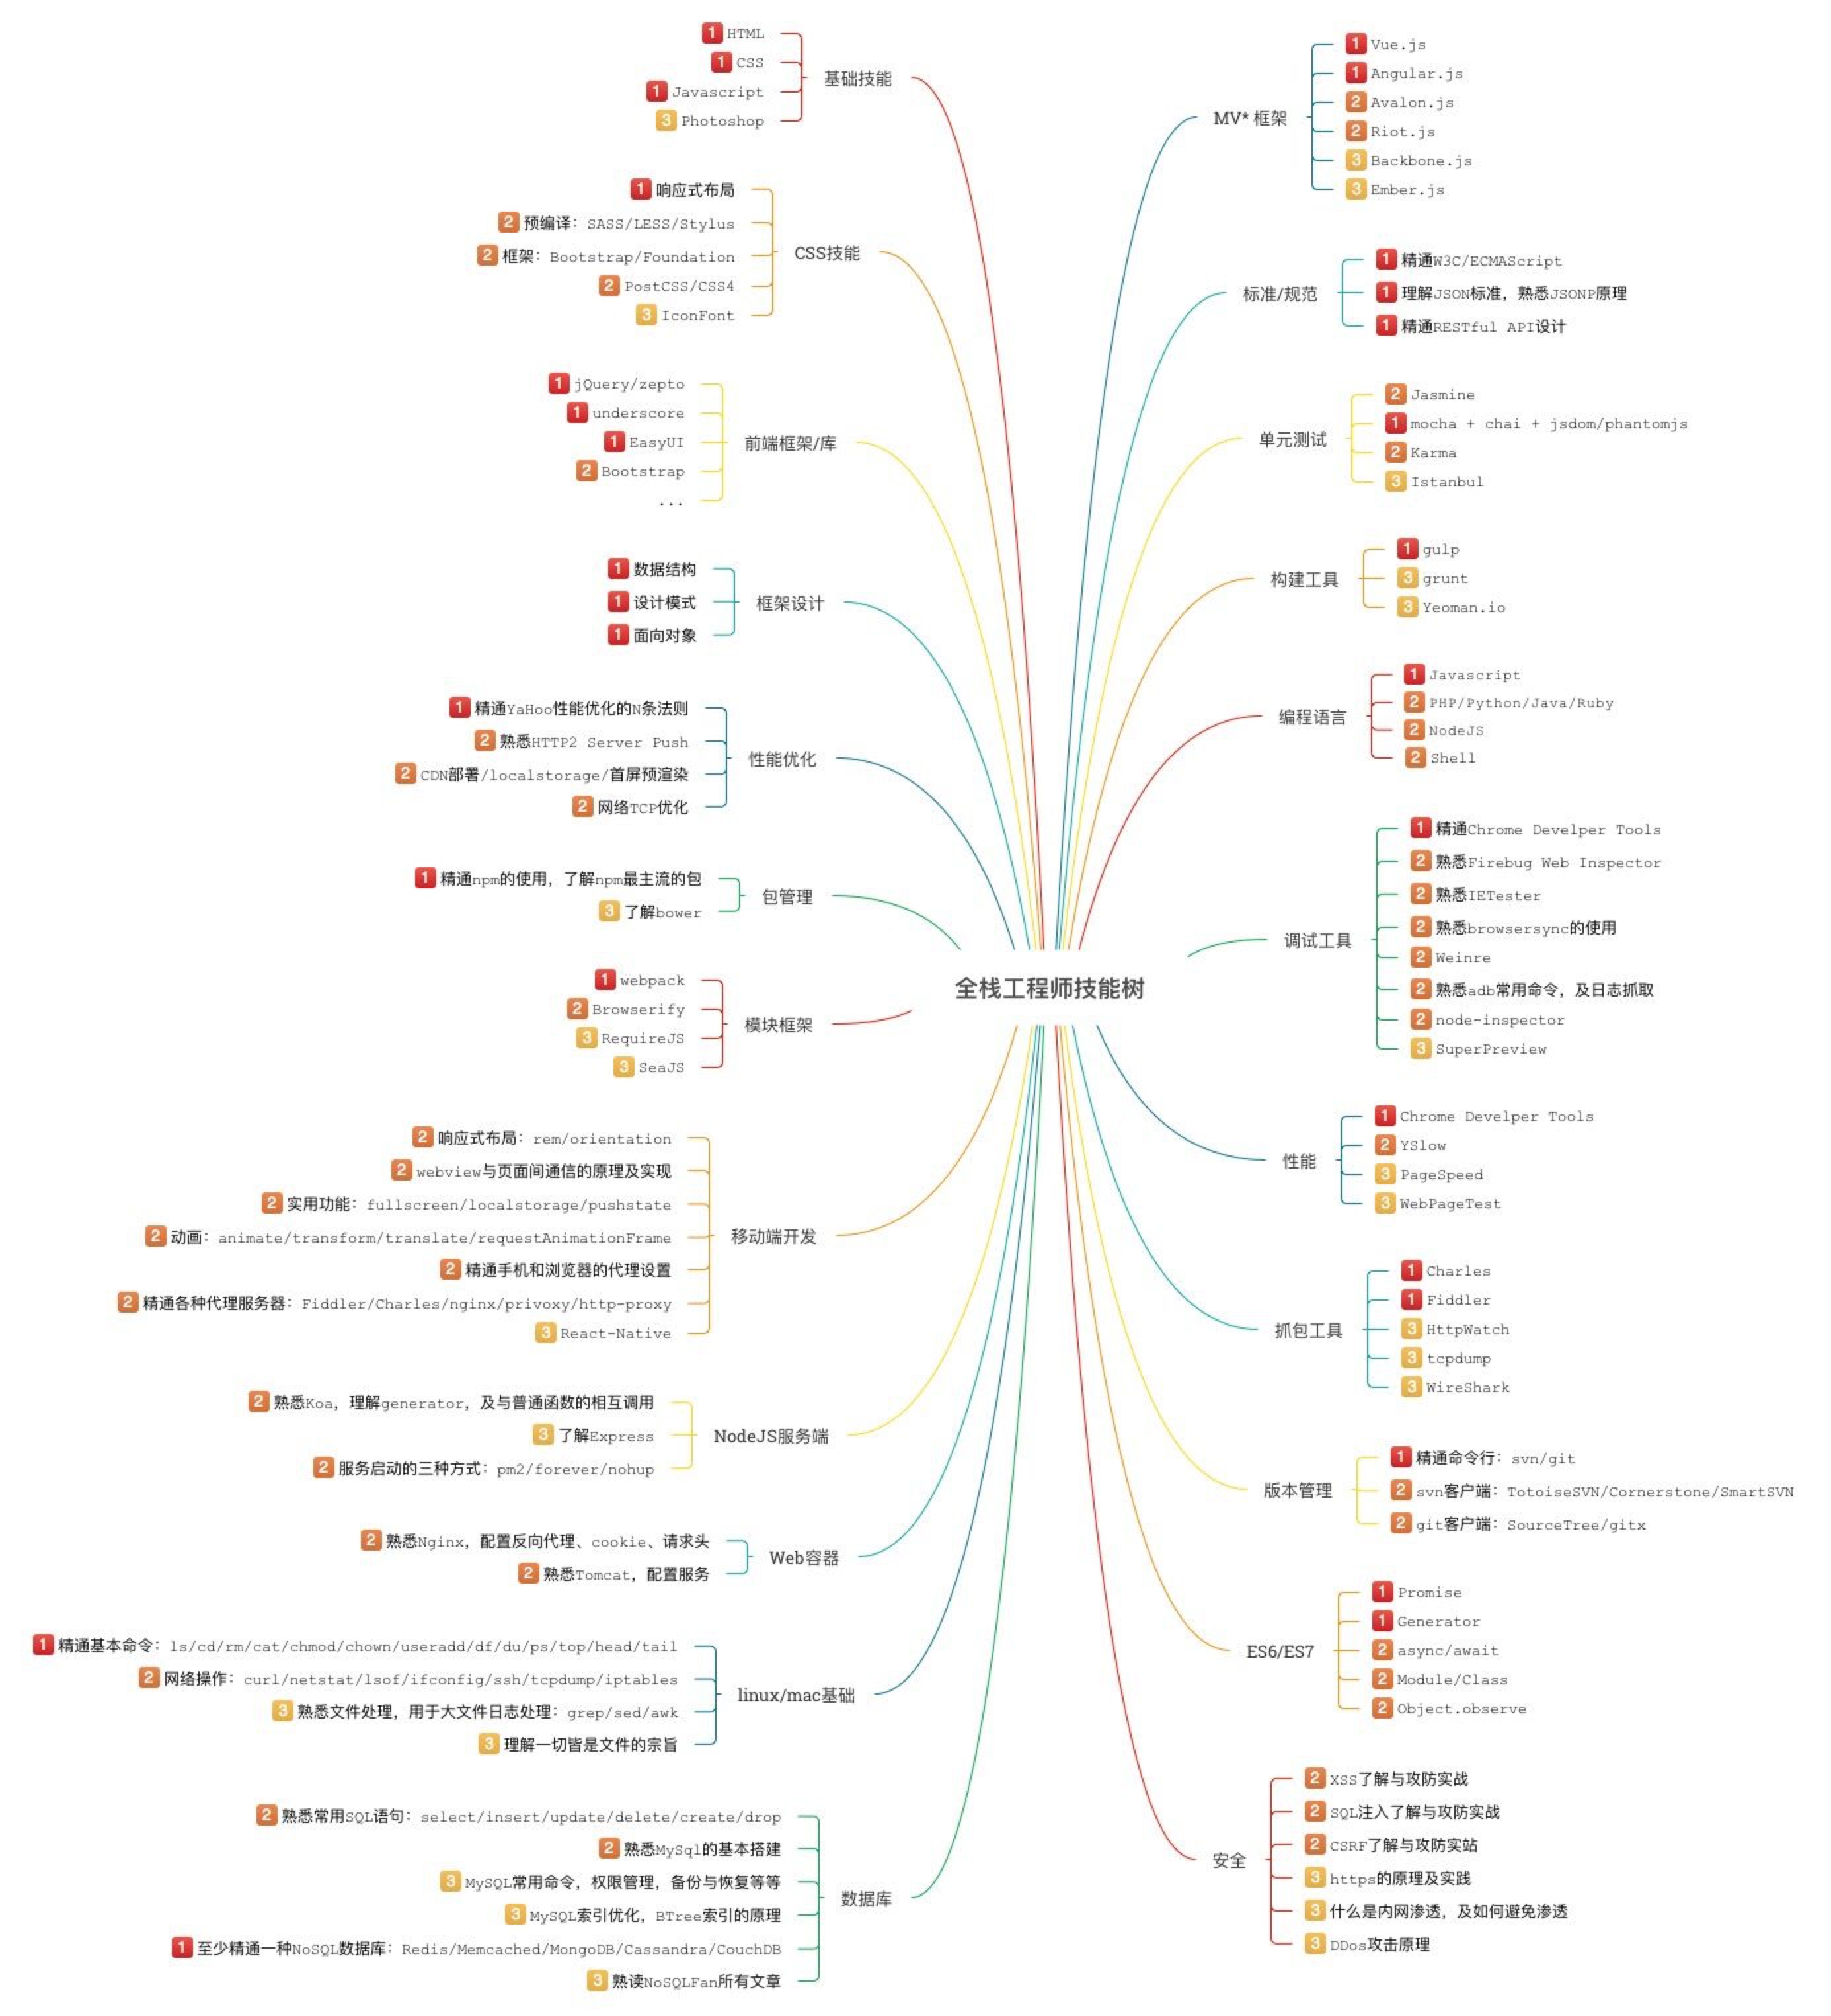 全栈工程师技能树
基础技能
1 HTML
1 CSS
1 Javascript
3 Photoshop
CSS技能
1 响应式布局
2 预编译：SASS/LESS/Stylus
2 框架：Bootstrap/Foundation
2 PostCSS/CSS4
3 IconFont
前端框架/库
1 jQuery/zepto
1 underscore
1 EasyUI
2 Bootstrap
...
框架设计
1 数据结构
1 设计模式
1 面向对象
性能优化
1 精通YaHoo性能优化的N条法则
2 熟悉HTTP2 Server Push
2 CDN部署/localstorage/首屏预渲染
2 网络TCP优化
包管理
1 精通npm的使用，了解npm最主流的包
3 了解bower
模块框架
1 webpack
2 Browserify
3 RequireJS
3 SeaJS
移动端开发
2 响应式布局：rem/orientation
2 webview与页面间通信的原理及实现
2 实用功能：fullscreen/localstorage/pushstate
2 动画：animate/transform/translate/requestAnimationFrame
2 精通手机和浏览器的代理设置
2 精通各种代理服务器：Fiddler/Charles/nginx/privoxy/http-proxy
3 React-Native
NodeJS服务端
2 熟悉Koa，理解generator，及与普通函数的相互调用
3 了解Express
2 服务启动的三种方式：pm2/forever/nohup
Web容器
2 熟悉Nginx，配置反向代理、cookie、请求头
2 熟悉Tomcat，配置服务
linux/mac基础
1 精通基本命令：ls/cd/rm/cat/chmod/chown/useradd/df/du/ps/top/head/tail
2 网络操作：curl/netstat/lsof/ifconfig/ssh/tcpdump/iptables
3 熟悉文件处理，用于大文件日志处理：grep/sed/awk
3 理解一切皆是文件的宗旨
数据库
2 熟悉常用SQL语句：select/insert/update/delete/create/drop
2 熟悉MySql的基本搭建
3 MySQL常用命令，权限管理，备份与恢复等等
3 MySQL索引优化，BTree索引的原理
1 至少精通一种NoSQL数据库：Redis/Memcached/MongoDB/Cassandra/CouchDB
3 熟读NoSQLFan所有文章
MV* 框架
1 Vue.js
1 Angular.js
2 Avalon.js
2 Riot.js
3 Backbone.js
3 Ember.js
标准/规范
1 精通W3C/ECMAScript
1 理解JSON标准，熟悉JSONP原理
1 精通RESTful API设计
单元测试
2 Jasmine
1 mocha + chai + jsdom/phantomjs
2 Karma
3 Istanbul
构建工具
1 gulp
3 grunt
3 Yeoman.io
编程语言
1 Javascript
2 PHP/Python/Java/Ruby
2 NodeJS
2 Shell
调试工具
1 精通Chrome Develper Tools
2 熟悉Firebug Web Inspector
2 熟悉IETester
2 熟悉browsersync的使用
2 Weinre
2 熟悉adb常用命令，及日志抓取
2 node-inspector
3 SuperPreview
性能
1 Chrome Develper Tools
2 YSlow
3 PageSpeed
3 WebPageTest
抓包工具
1 Charles
1 Fiddler
3 HttpWatch
3 tcpdump
3 WireShark
版本管理
1 精通命令行：svn/git
2 svn客户端：TotoiseSVN/Cornerstone/SmartSVN
2 git客户端：SourceTree/gitx
ES6/ES7
1 Promise
1 Generator
2 async/await
2 Module/Class
2 Object.observe
安全
2 XSS了解与攻防实战
2 SQL注入了解与攻防实战
2 CSRF了解与攻防实站
3 https的原理及实践
3 什么是内网渗透，及如何避免渗透
3 DDos攻击原理